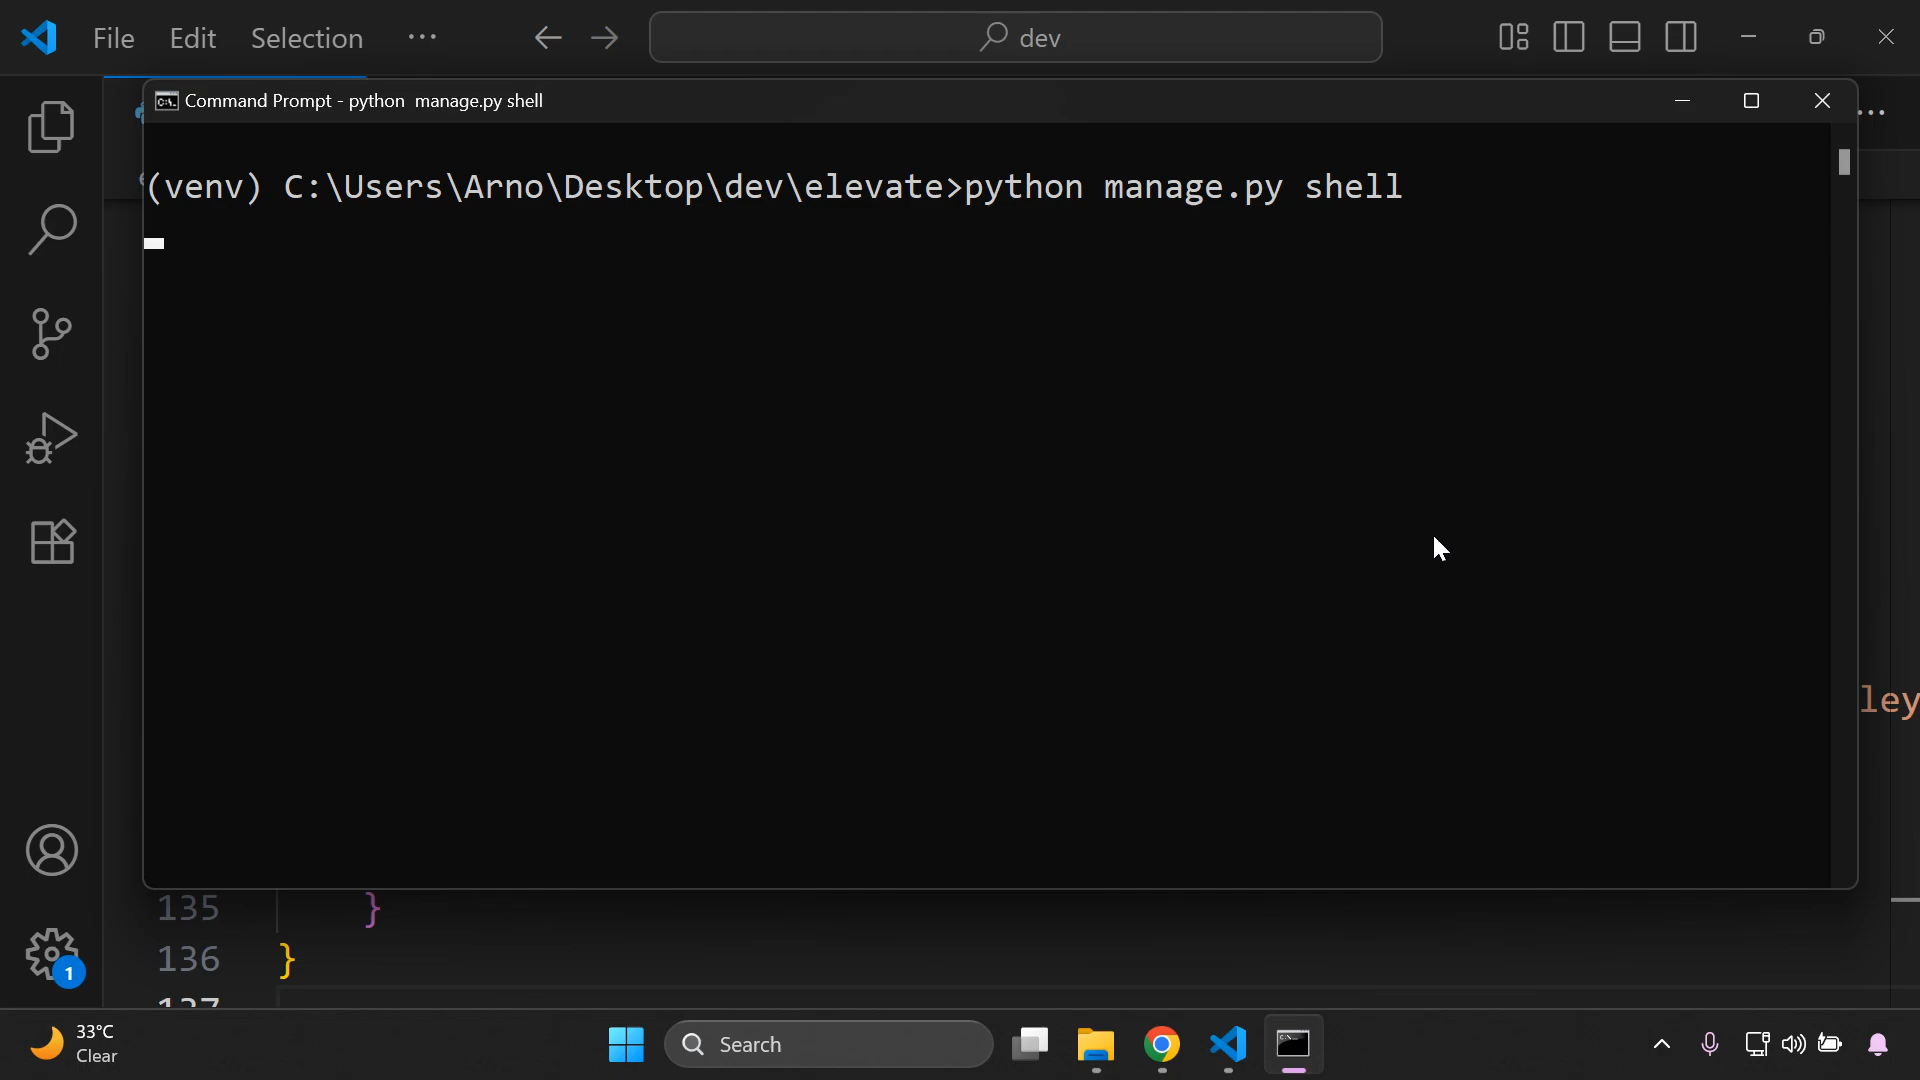 File Edit Selection ··· dev
Command Prompt - python  manage.py shell
(venv) C:\Users\Arno\Desktop\dev\elevate>python manage.py shell
ley
135 }
136 }
137
1
33°C
Clear
Search